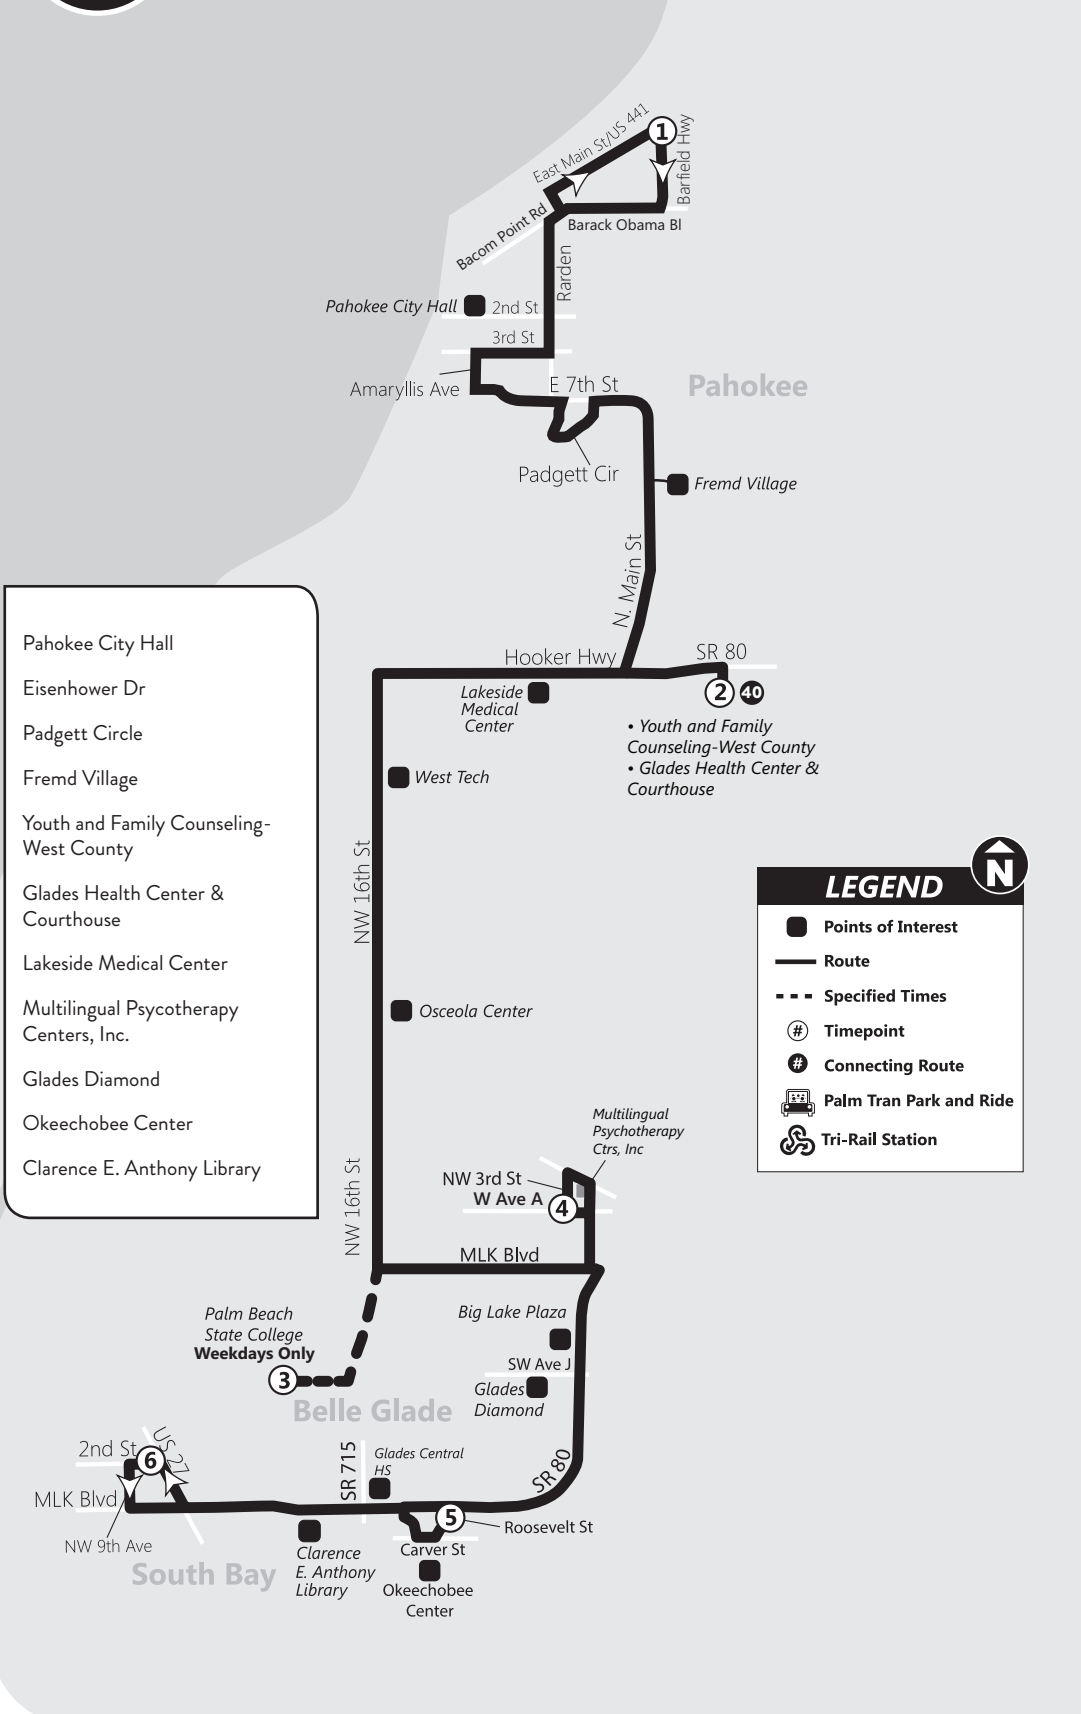 East Main St/US 441
1
Barfield Hwy
Bacom Point Rd
Barack Obama Bl
Rarden
Pahokee City Hall
2nd St
3rd St
Amaryllis Ave
E 7th St
Pahokee
Padgett Cir
Fremd Village
N. Main St
Hooker Hwy
SR 80
2
40
Lakeside
Medical
Center
• Youth and Family
Counseling-West County
• Glades Health Center &
Courthouse
West Tech
NW 16th St
Osceola Center
Pahokee City Hall
Eisenhower Dr
Padgett Circle
Fremd Village
Youth and Family Counseling-
West County
Glades Health Center &
Courthouse
Lakeside Medical Center
Multilingual Psycotherapy
Centers, Inc.
Glades Diamond
Okeechobee Center
Clarence E. Anthony Library
N
LEGEND
Points of Interest
Route
Specified Times
# Timepoint
# Connecting Route
Palm Tran Park and Ride
Tri-Rail Station
Multilingual
Psychotherapy
Ctrs, Inc
NW 3rd St
W Ave A
4
NW 16th St
MLK Blvd
Palm Beach
State College
Weekdays Only
3
Big Lake Plaza
SW Ave J
Glades
Diamond
Belle Glade
2nd St
US 27
6
MLK Blvd
NW 9th Ave
SR 715
Glades Central
HS
SR 80
5
Roosevelt St
Carver St
South Bay
Clarence
E. Anthony
Library
Okeechobee
Center